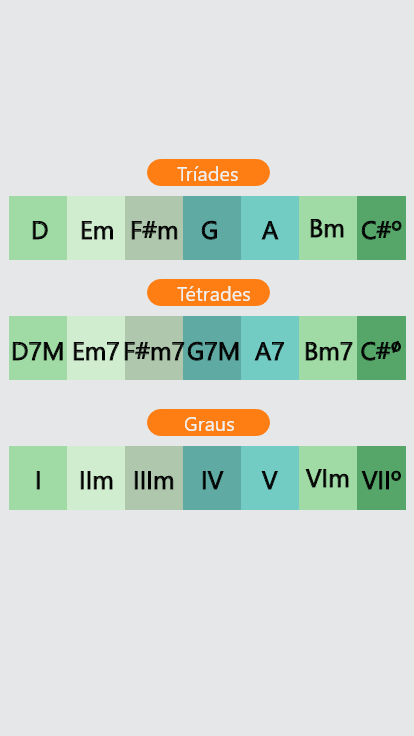 Tríades
D Em F#m G A Bm C#º
Tétrades
D7M Em7 F#m7 G7M A7 Bm7 C#ø
Graus
I IIm IIIm IV V VIm VIIº